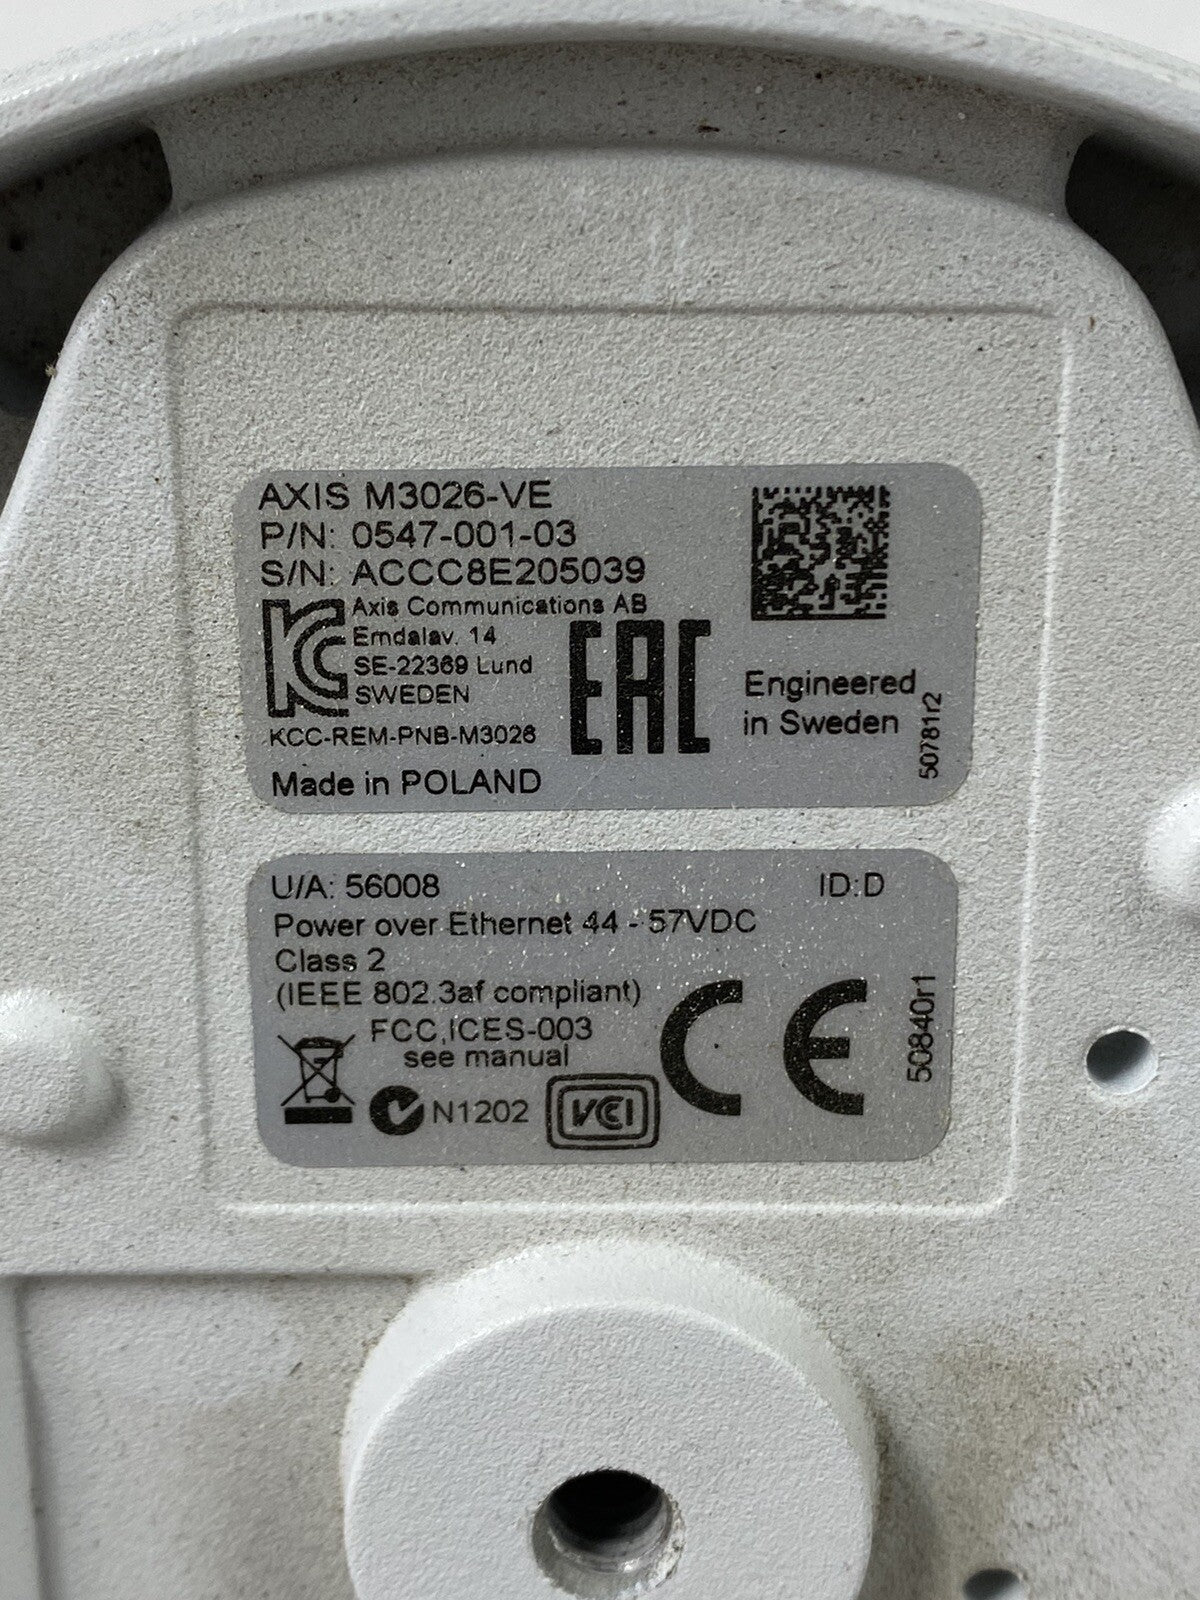 AXIS M3026-VE
P/N: 0547-001-03
S/N: ACCC8E205039
Axis Communications AB
Emdalav. 14
SE-22369 Lund
SWEDEN
KCC-REM-PNB-M3026
Made in POLAND
EAC
Engineered
in Sweden
50781r2
U/A: 56008
ID:D
Power over Ethernet 44 - 57VDC
Class 2
(IEEE 802.3af compliant)
FCC,ICES-003
see manual
N1202
VCI
CE
50840r1